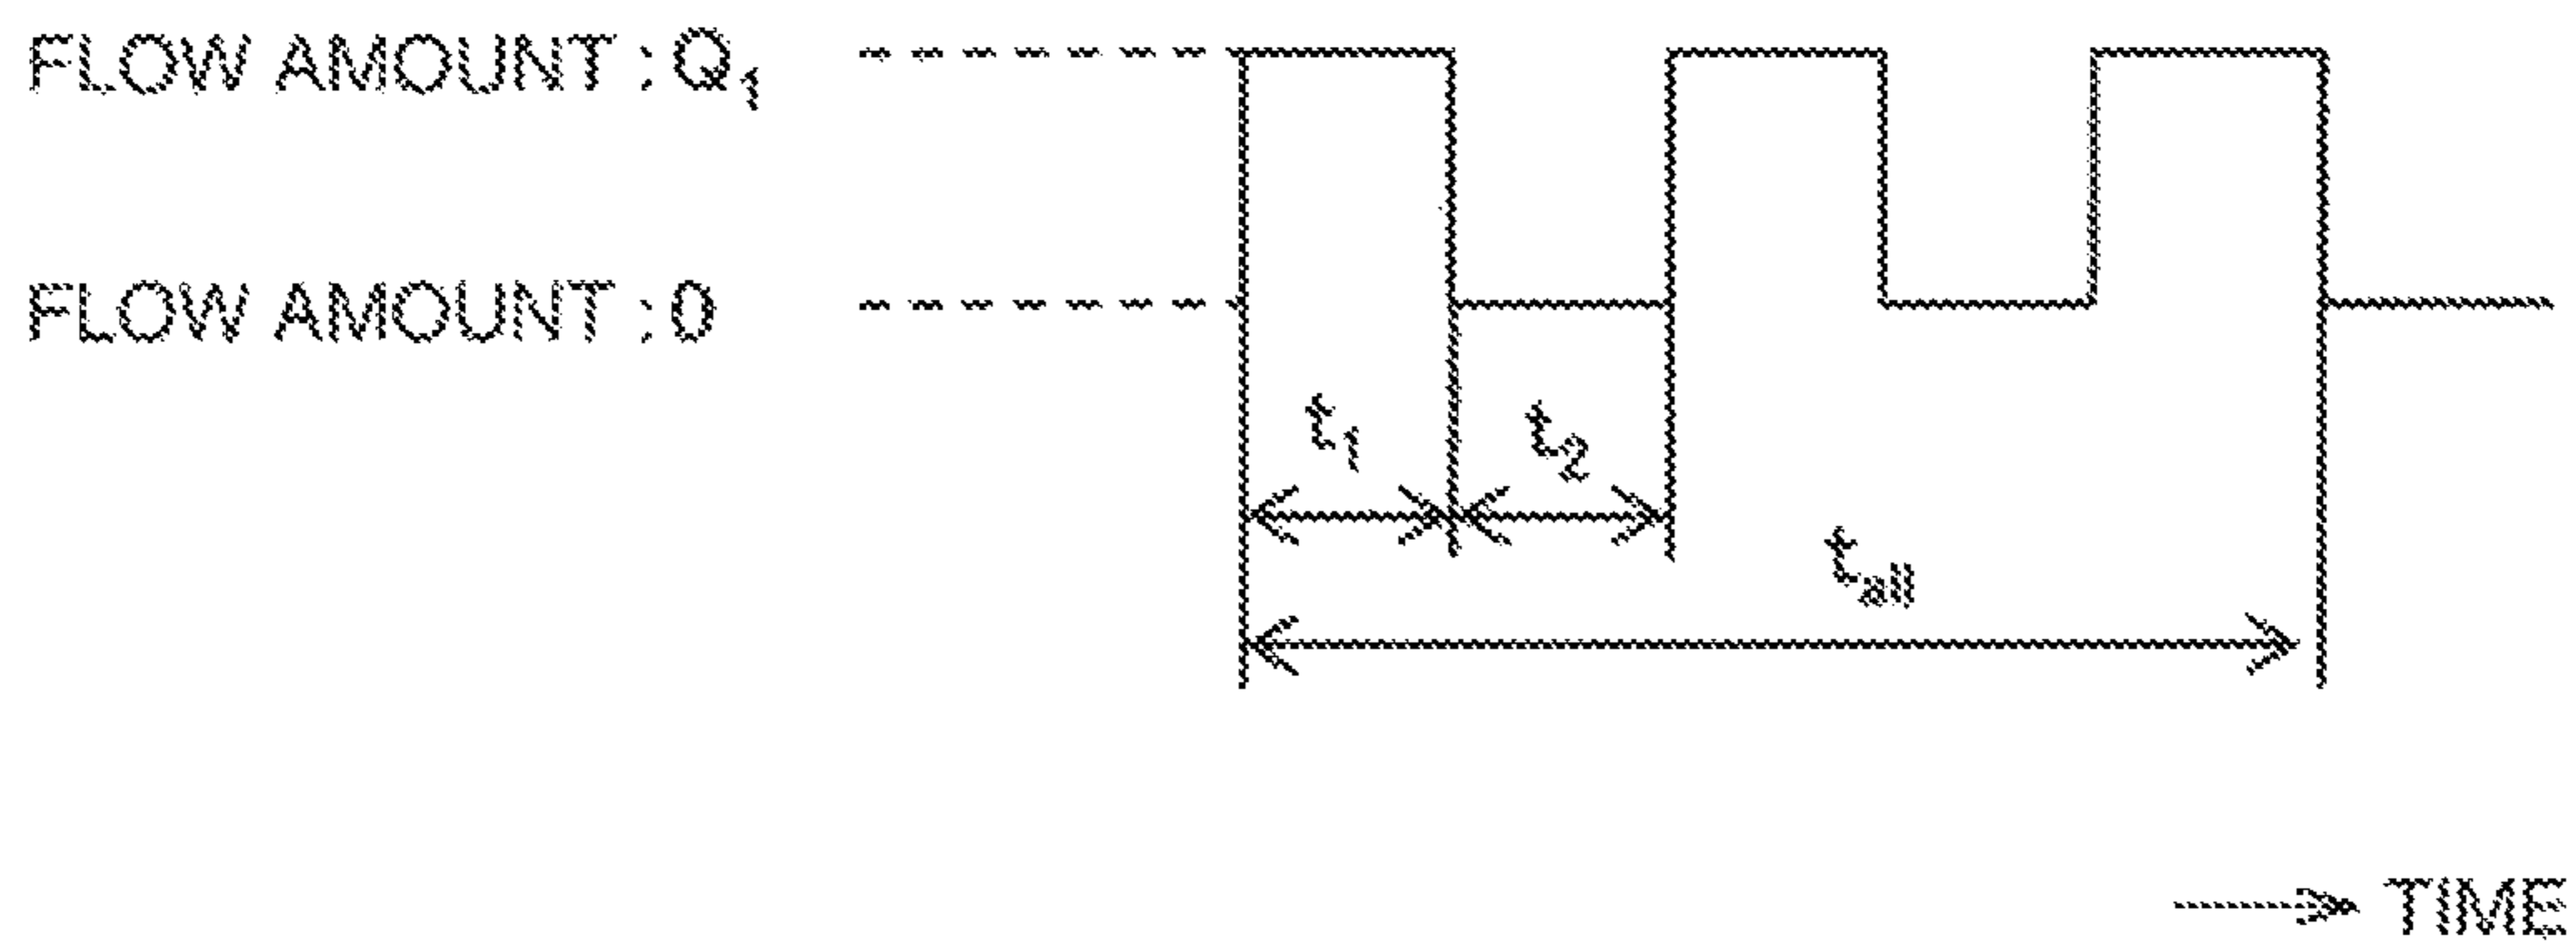 FLOW AMOUNT : Q₁
FLOW AMOUNT : 0
t₁
t₂
tₐₗₗ
TIME